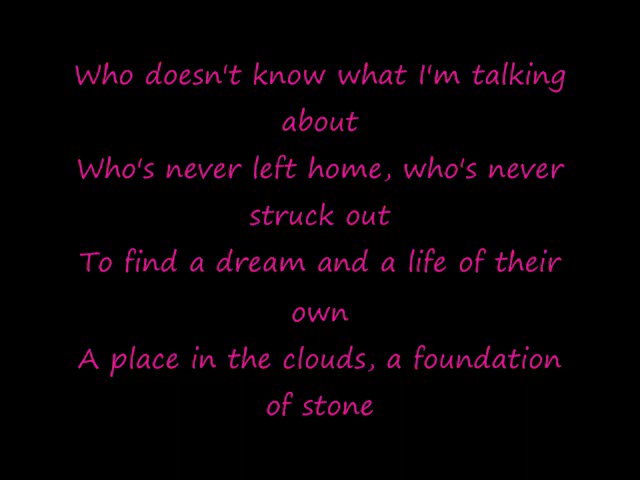 Who doesn't know what I'm talking
about
Who's never left home, who's never
struck out
To find a dream and a life of their
own
A place in the clouds, a foundation
of stone